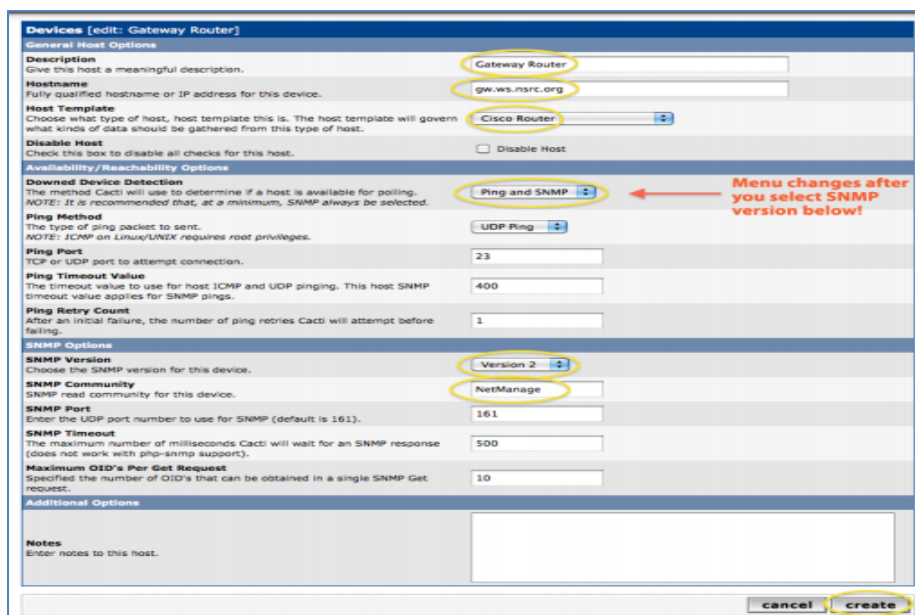 Devices [edit: Gateway Router]
General Host Options
Description
Give this host a meaningful description.
Gateway Router
Hostname
Fully qualified hostname or IP address for this device.
gw.ws.nsrc.org
Host Template
Choose what type of host, host template this is. The host template will govern
what kinds of data should be gathered from this type of host.
Cisco Router
Disable Host
Check this box to disable all checks for this host.
Disable Host
Availability/Reachability Options
Downed Device Detection
The method Cacti will use to determine if a host is available for polling.
NOTE: It is recommended that, at a minimum, SNMP always be selected.
Ping and SNMP
Menu changes after
you select SNMP
version below!
Ping Method
The type of ping packet to sent.
NOTE: ICMP on Linux/UNIX requires root privileges.
UDP Ping
Ping Port
TCP or UDP port to attempt connection.
23
Ping Timeout Value
The timeout value to use for host ICMP and UDP pinging. This host SNMP
timeout value applies for SNMP pings.
400
Ping Retry Count
After an initial failure, the number of ping retries Cacti will attempt before
failing.
1
SNMP Options
SNMP Version
Choose the SNMP version for this device.
Version 2
SNMP Community
SNMP read community for this device.
NetManage
SNMP Port
Enter the UDP port number to use for SNMP (default is 161).
161
SNMP Timeout
The maximum number of milliseconds Cacti will wait for an SNMP response
(does not work with php-snmp support).
500
Maximum OID's Per Get Request
Specified the number of OID's that can be obtained in a single SNMP Get
request.
10
Additional Options
Notes
Enter notes to this host.
cancel
create